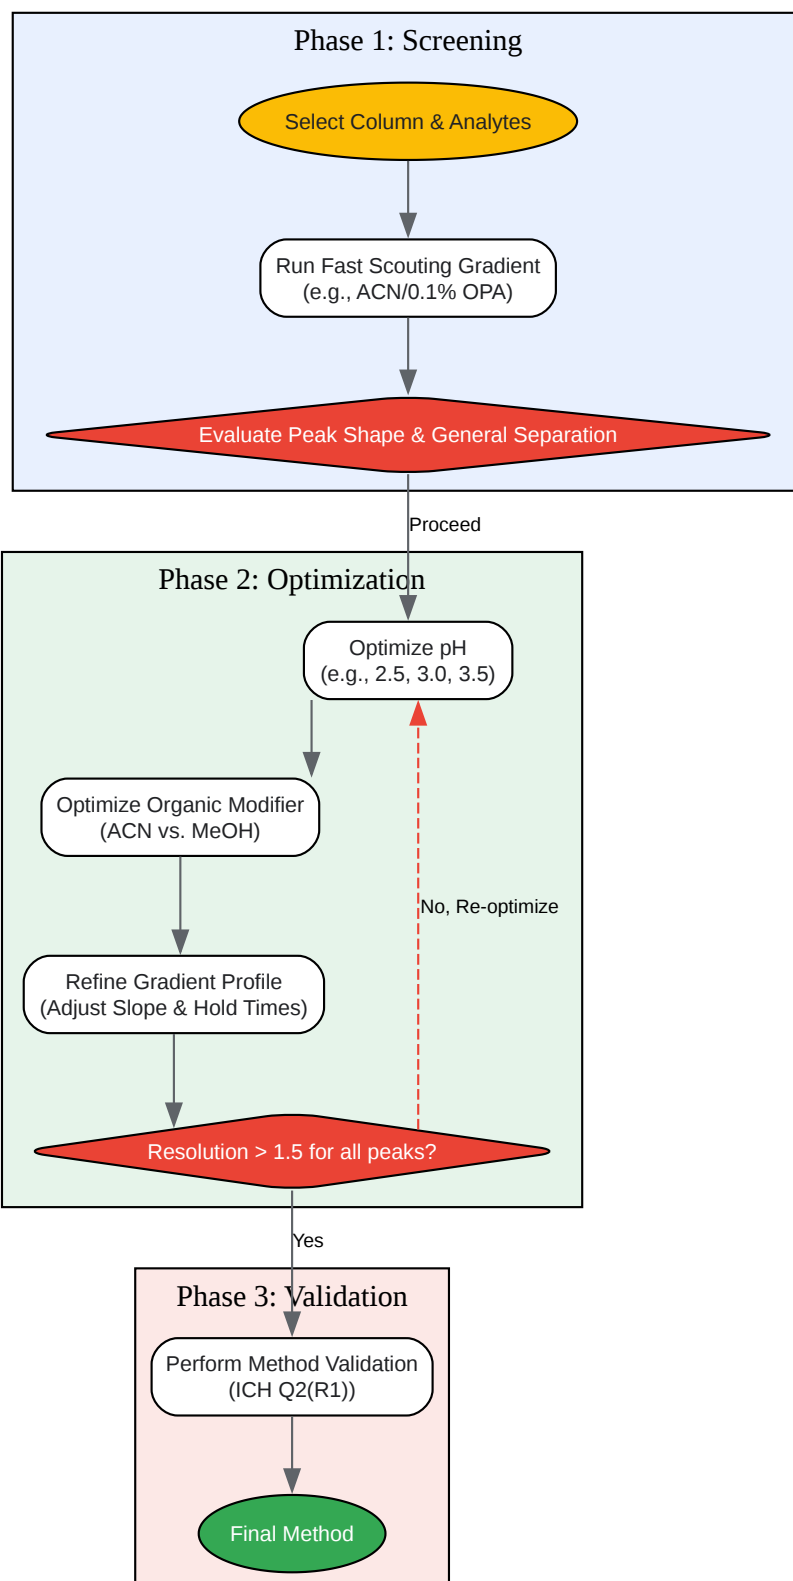 Phase 1: Screening
Select Column & Analytes
Run Fast Scouting Gradient
(e.g., ACN/0.1% OPA)
Evaluate Peak Shape & General Separation
Proceed
Phase 2: Optimization
Optimize pH
(e.g., 2.5, 3.0, 3.5)
Optimize Organic Modifier
(ACN vs. MeOH)
No, Re-optimize
Refine Gradient Profile
(Adjust Slope & Hold Times)
Resolution > 1.5 for all peaks?
Yes
Phase 3: Validation
Perform Method Validation
(ICH Q2(R1))
Final Method